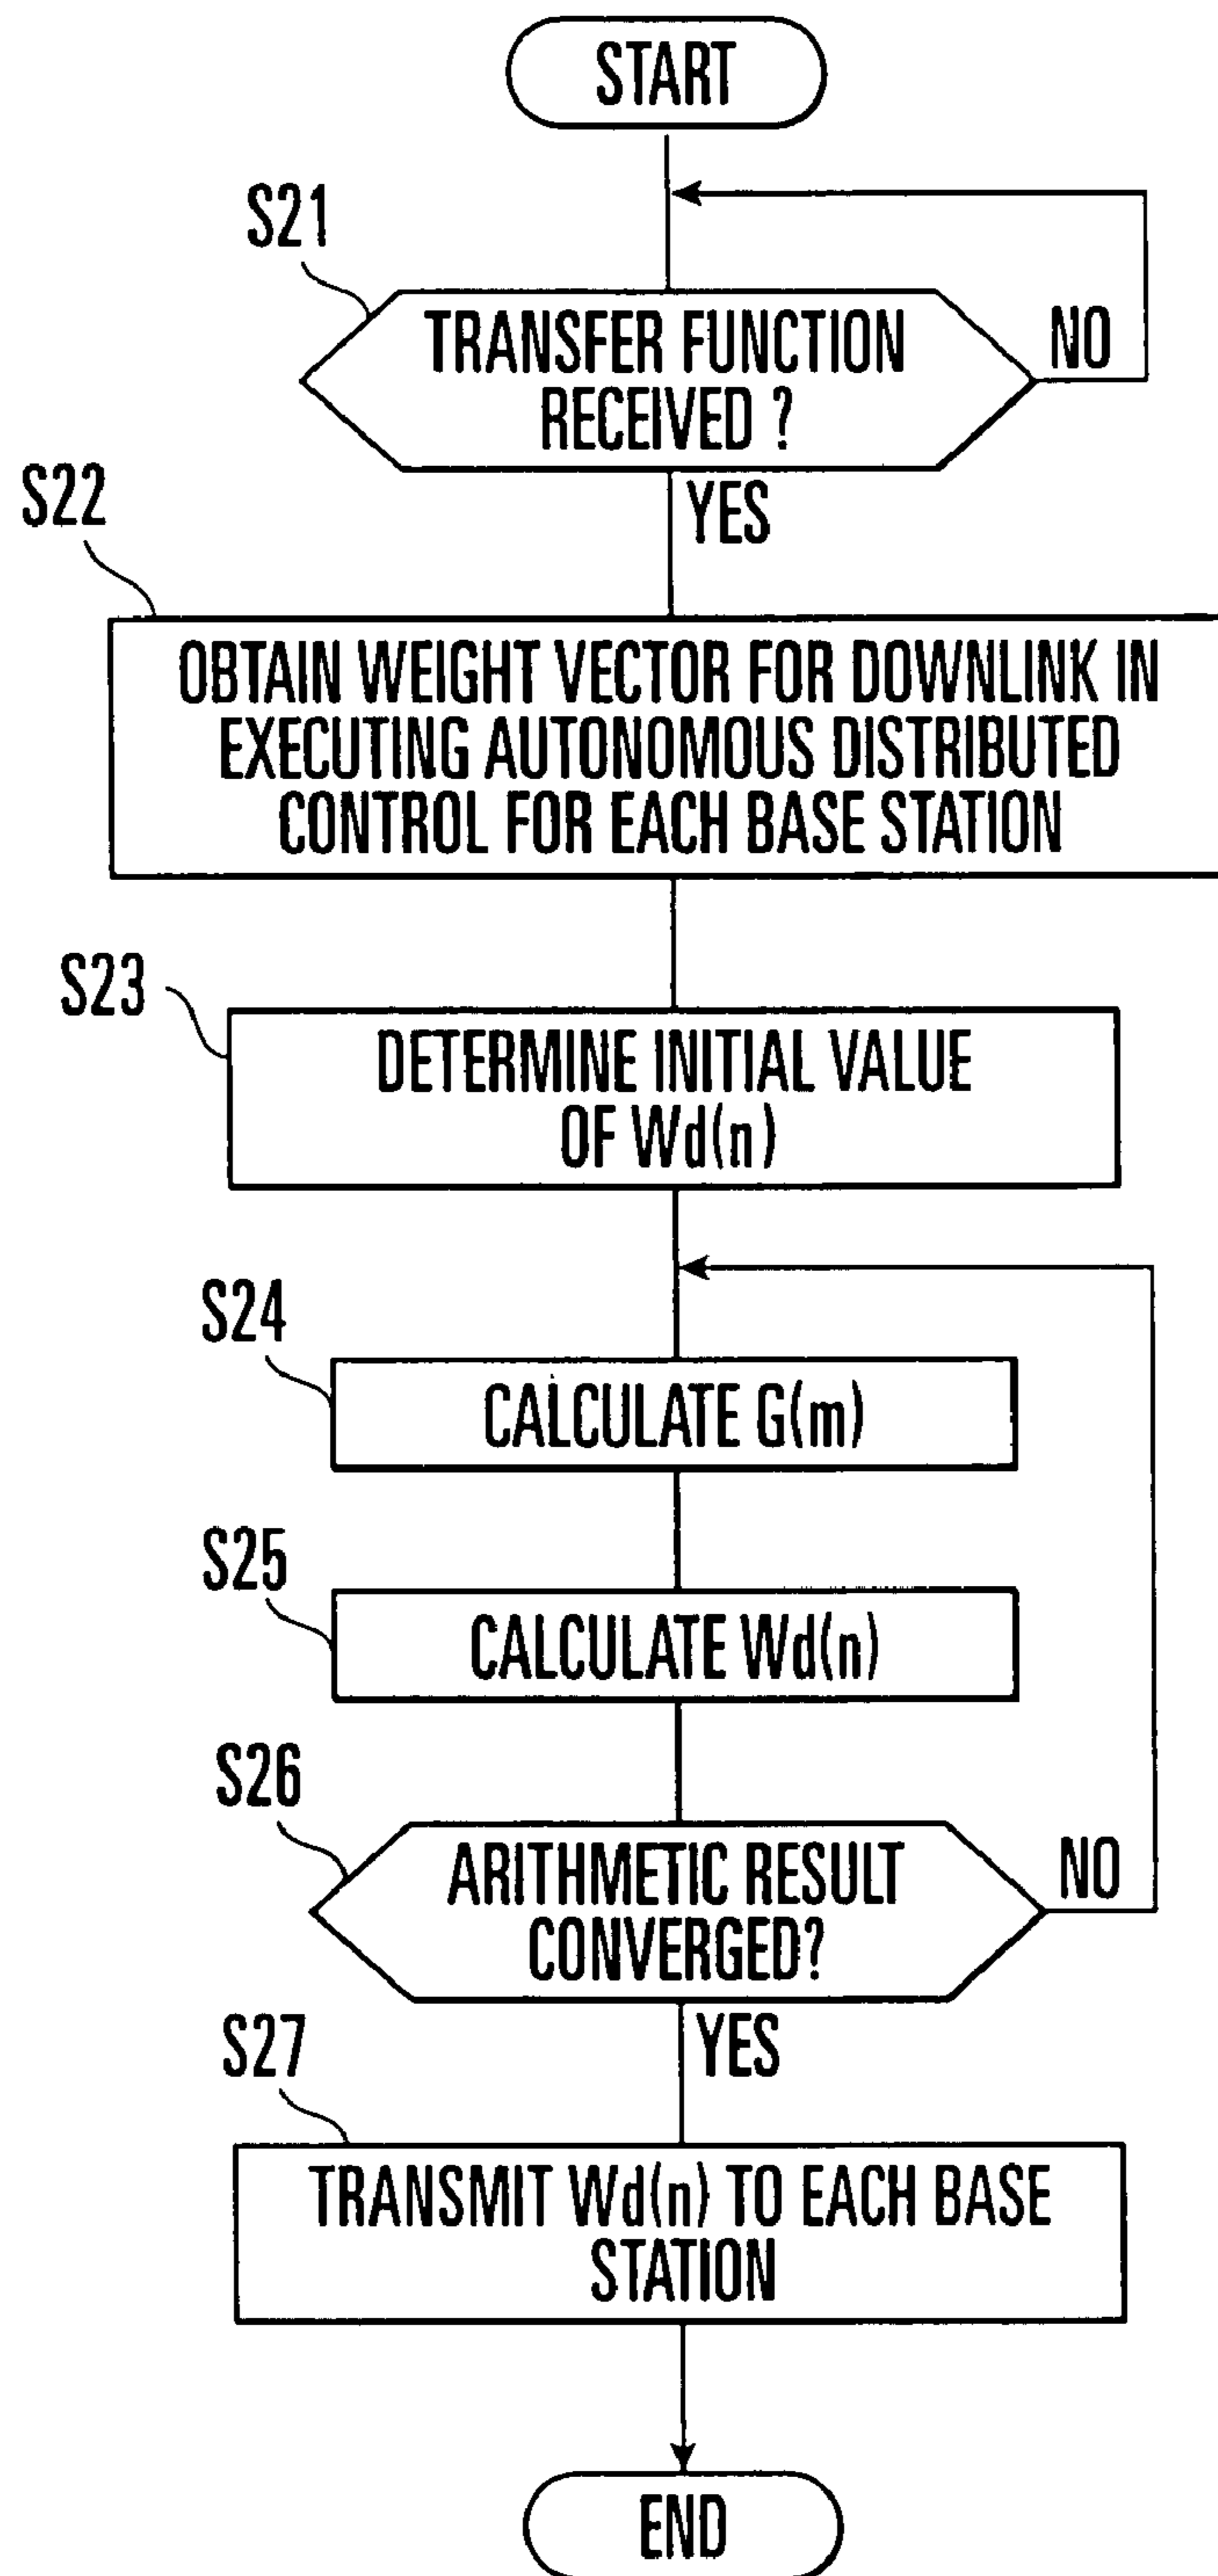 START
S21
TRANSFER FUNCTION
RECEIVED ?
NO
YES
S22
OBTAIN WEIGHT VECTOR FOR DOWNLINK IN
EXECUTING AUTONOMOUS DISTRIBUTED
CONTROL FOR EACH BASE STATION
S23
DETERMINE INITIAL VALUE
OF Wd(n)
S24
CALCULATE G(m)
S25
CALCULATE Wd(n)
S26
ARITHMETIC RESULT
CONVERGED?
NO
YES
S27
TRANSMIT Wd(n) TO EACH BASE
STATION
END